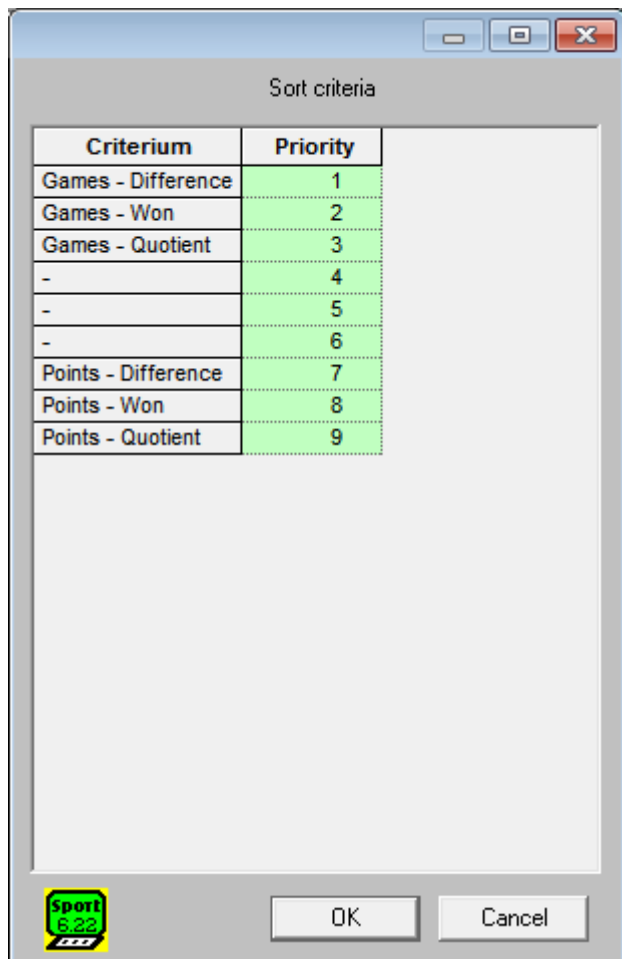 Sort criteria
Criterium Priority
Games - Difference 1
Games - Won 2
Games - Quotient 3
- 4
- 5
- 6
Points - Difference 7
Points - Won 8
Points - Quotient 9
Sport
6.22
OK Cancel